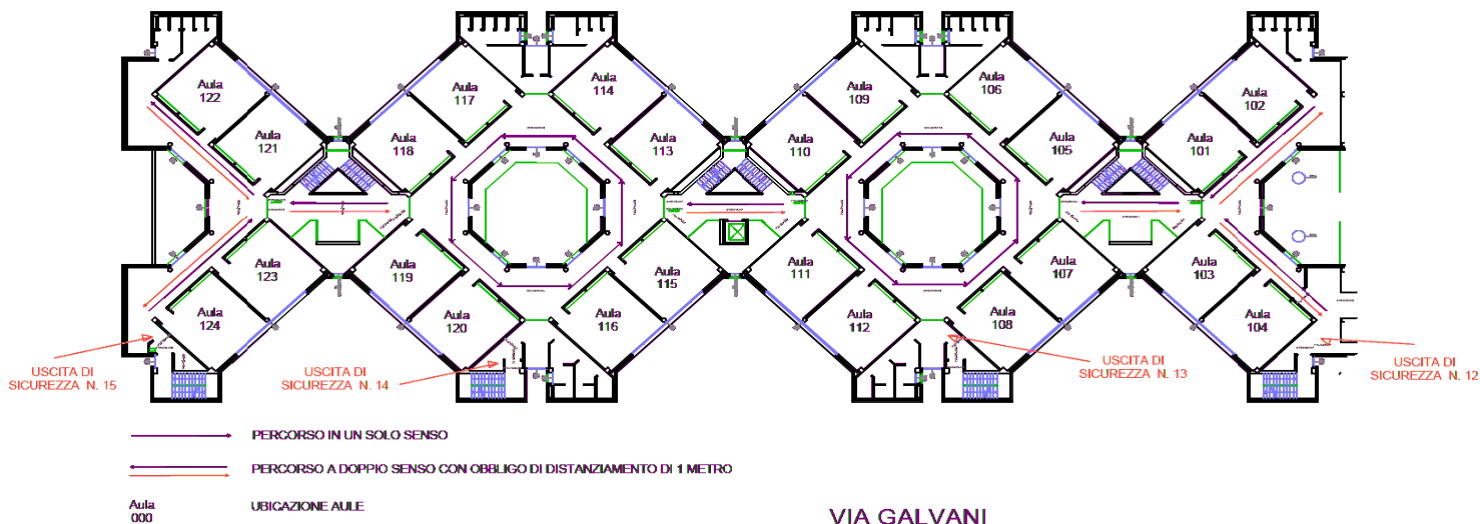 Aula
122
Aula
121
Aula
117
Aula
118
Aula
114
Aula
113
Aula
109
Aula
110
Aula
106
Aula
105
Aula
102
Aula
101
Aula
123
Aula
124
Aula
119
Aula
120
Aula
115
Aula
116
Aula
111
Aula
112
Aula
107
Aula
108
Aula
103
Aula
104
USCITA DI
SICUREZZA N. 15
USCITA DI
SICUREZZA N. 14
USCITA DI
SICUREZZA N. 13
USCITA DI
SICUREZZA N. 12
PERCORSO IN UN SOLO SENSO
PERCORSO A DOPPIO SENSO CON OBBLIGO DI DISTANZIAMENTO DI 1 METRO
Aula
000
UBICAZIONE AULE
VIA GALVANI